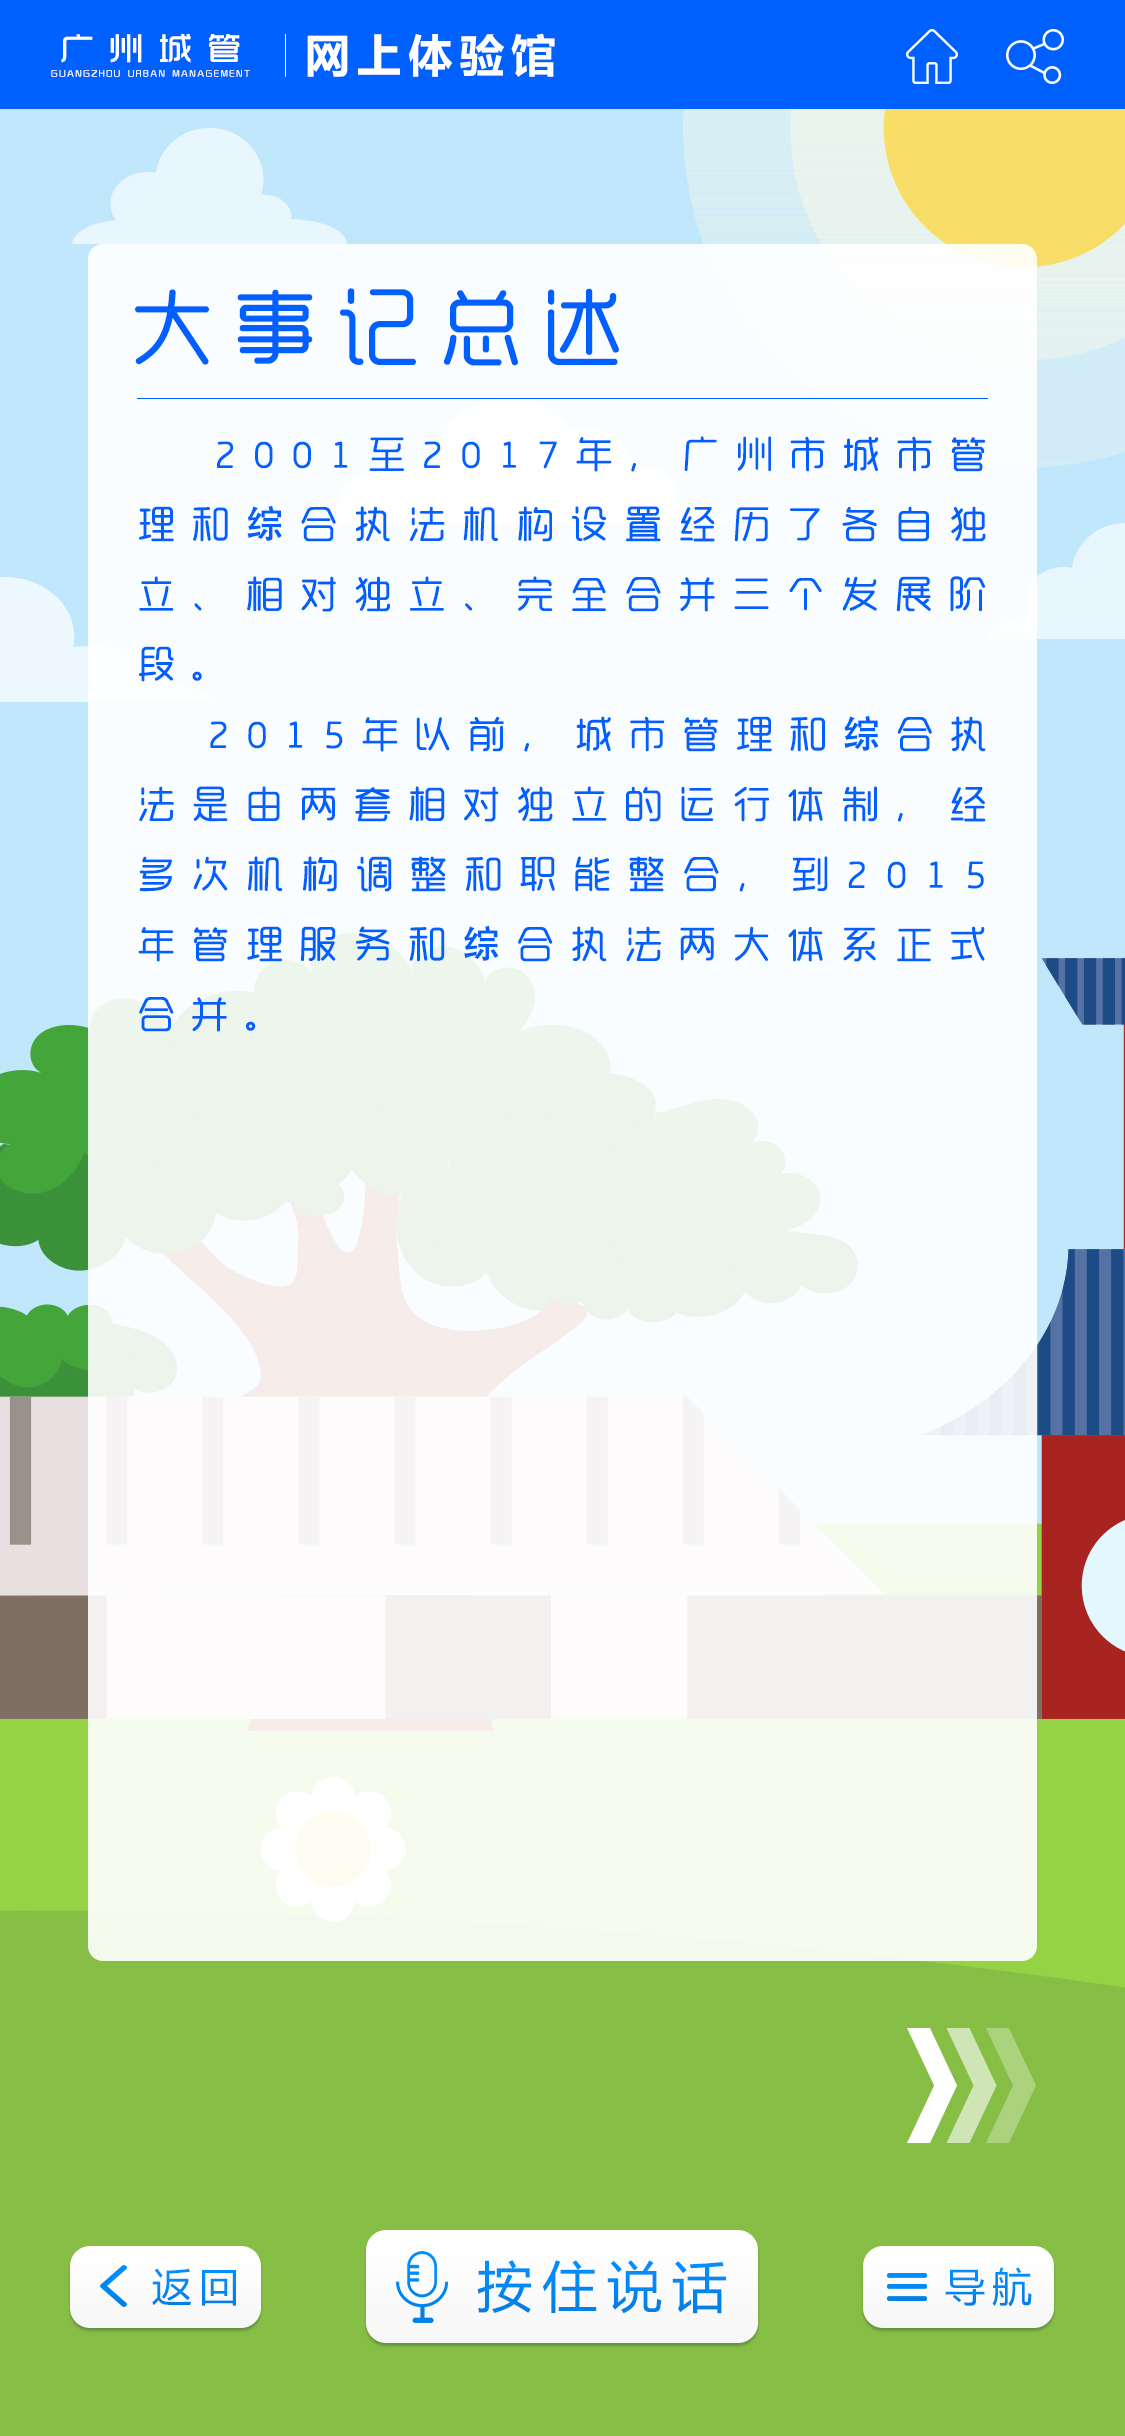 广州城管
GUANGZHOU URBAN MANAGEMENT
网上体验馆
大事记总述
2001至2017年，广州市城市管
理和综合执法机构设置经历了各自独
立、相对独立、完全合并三个发展阶
段。
2015年以前，城市管理和综合执
法是由两套相对独立的运行体制，经
多次机构调整和职能整合，到2015
年管理服务和综合执法两大体系正式
合并。
返回
按住说话
导航